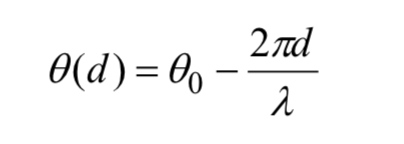 θ(d) = θ₀ − 2πd / λ